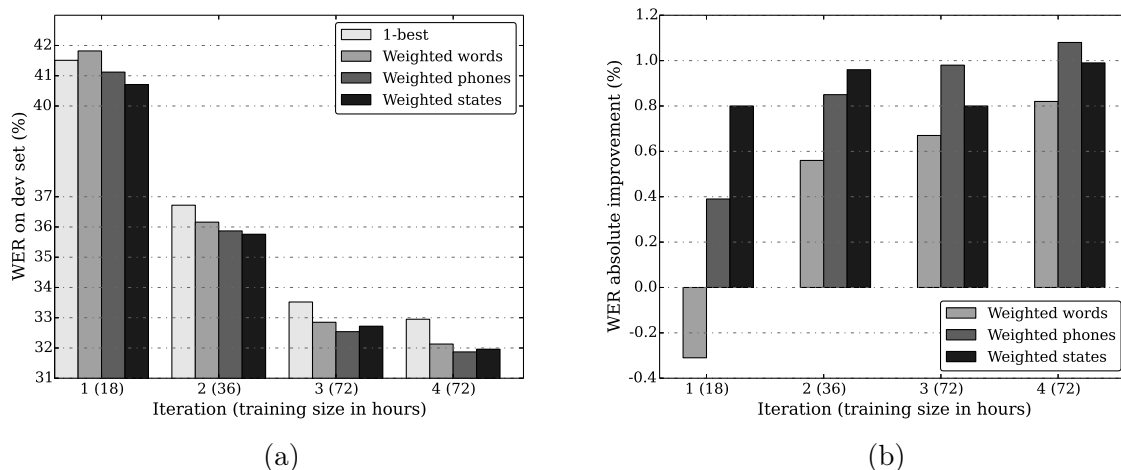 42
41
40
37
36
35
34
33
32
31
WER on dev set (%)
1-best
Weighted words
Weighted phones
Weighted states
1 (18) 2 (36) 3 (72) 4 (72)
Iteration (training size in hours)
(a)
1.2
1.0
0.8
0.6
0.4
0.2
0.0
-0.2
-0.4
WER absolute improvement (%)
Weighted words
Weighted phones
Weighted states
1 (18) 2 (36) 3 (72) 4 (72)
Iteration (training size in hours)
(b)